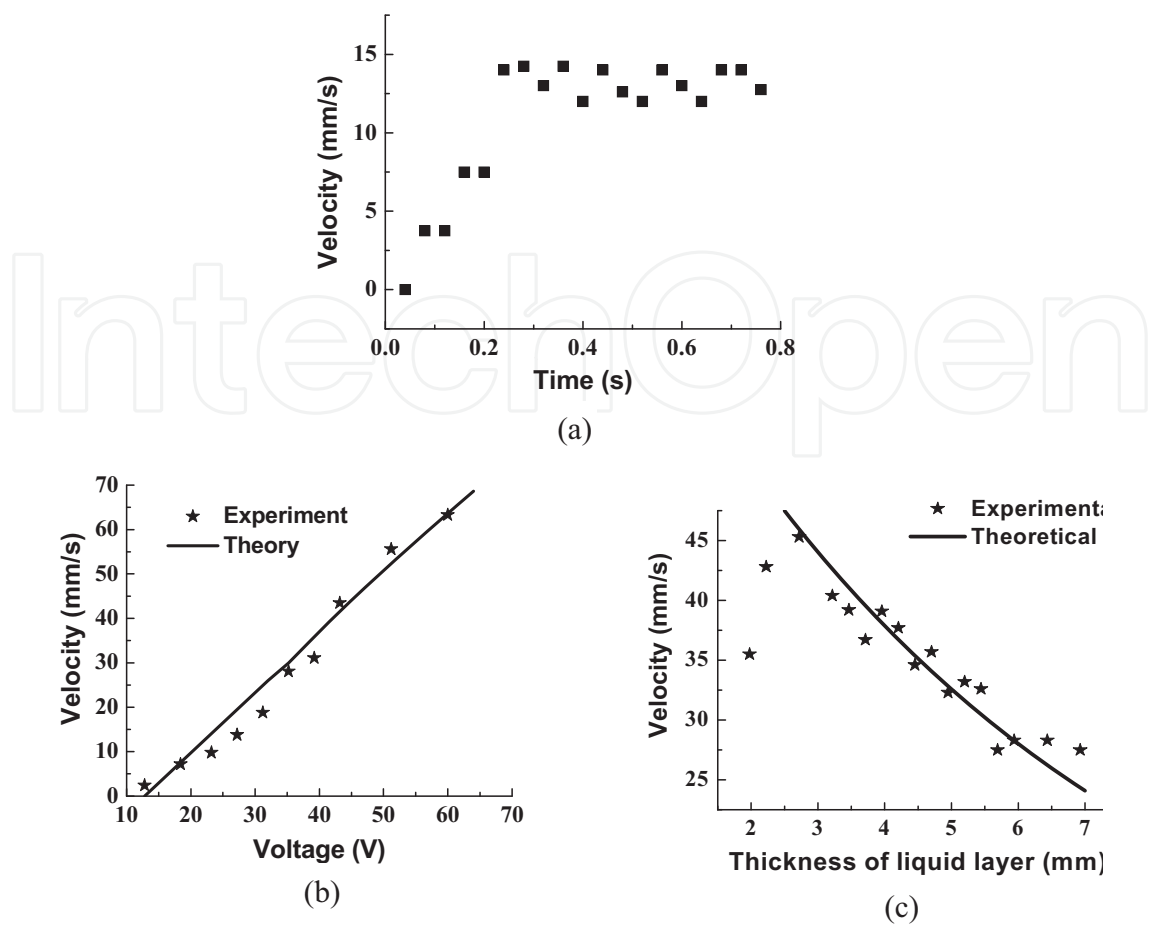 15
10
5
0
Velocity (mm/s)
0.0 0.2 0.4 0.6 0.8
Time (s)
(a)
IntechOpen
70
60
50
40
30
20
10
0
Velocity (mm/s)
Experiment
Theory
10 20 30 40 50 60 70
Voltage (V)
(b)
45
40
35
30
25
Velocity (mm/s)
Experimenta
Theoretical
2 3 4 5 6 7
Thickness of liquid layer (mm)
(c)